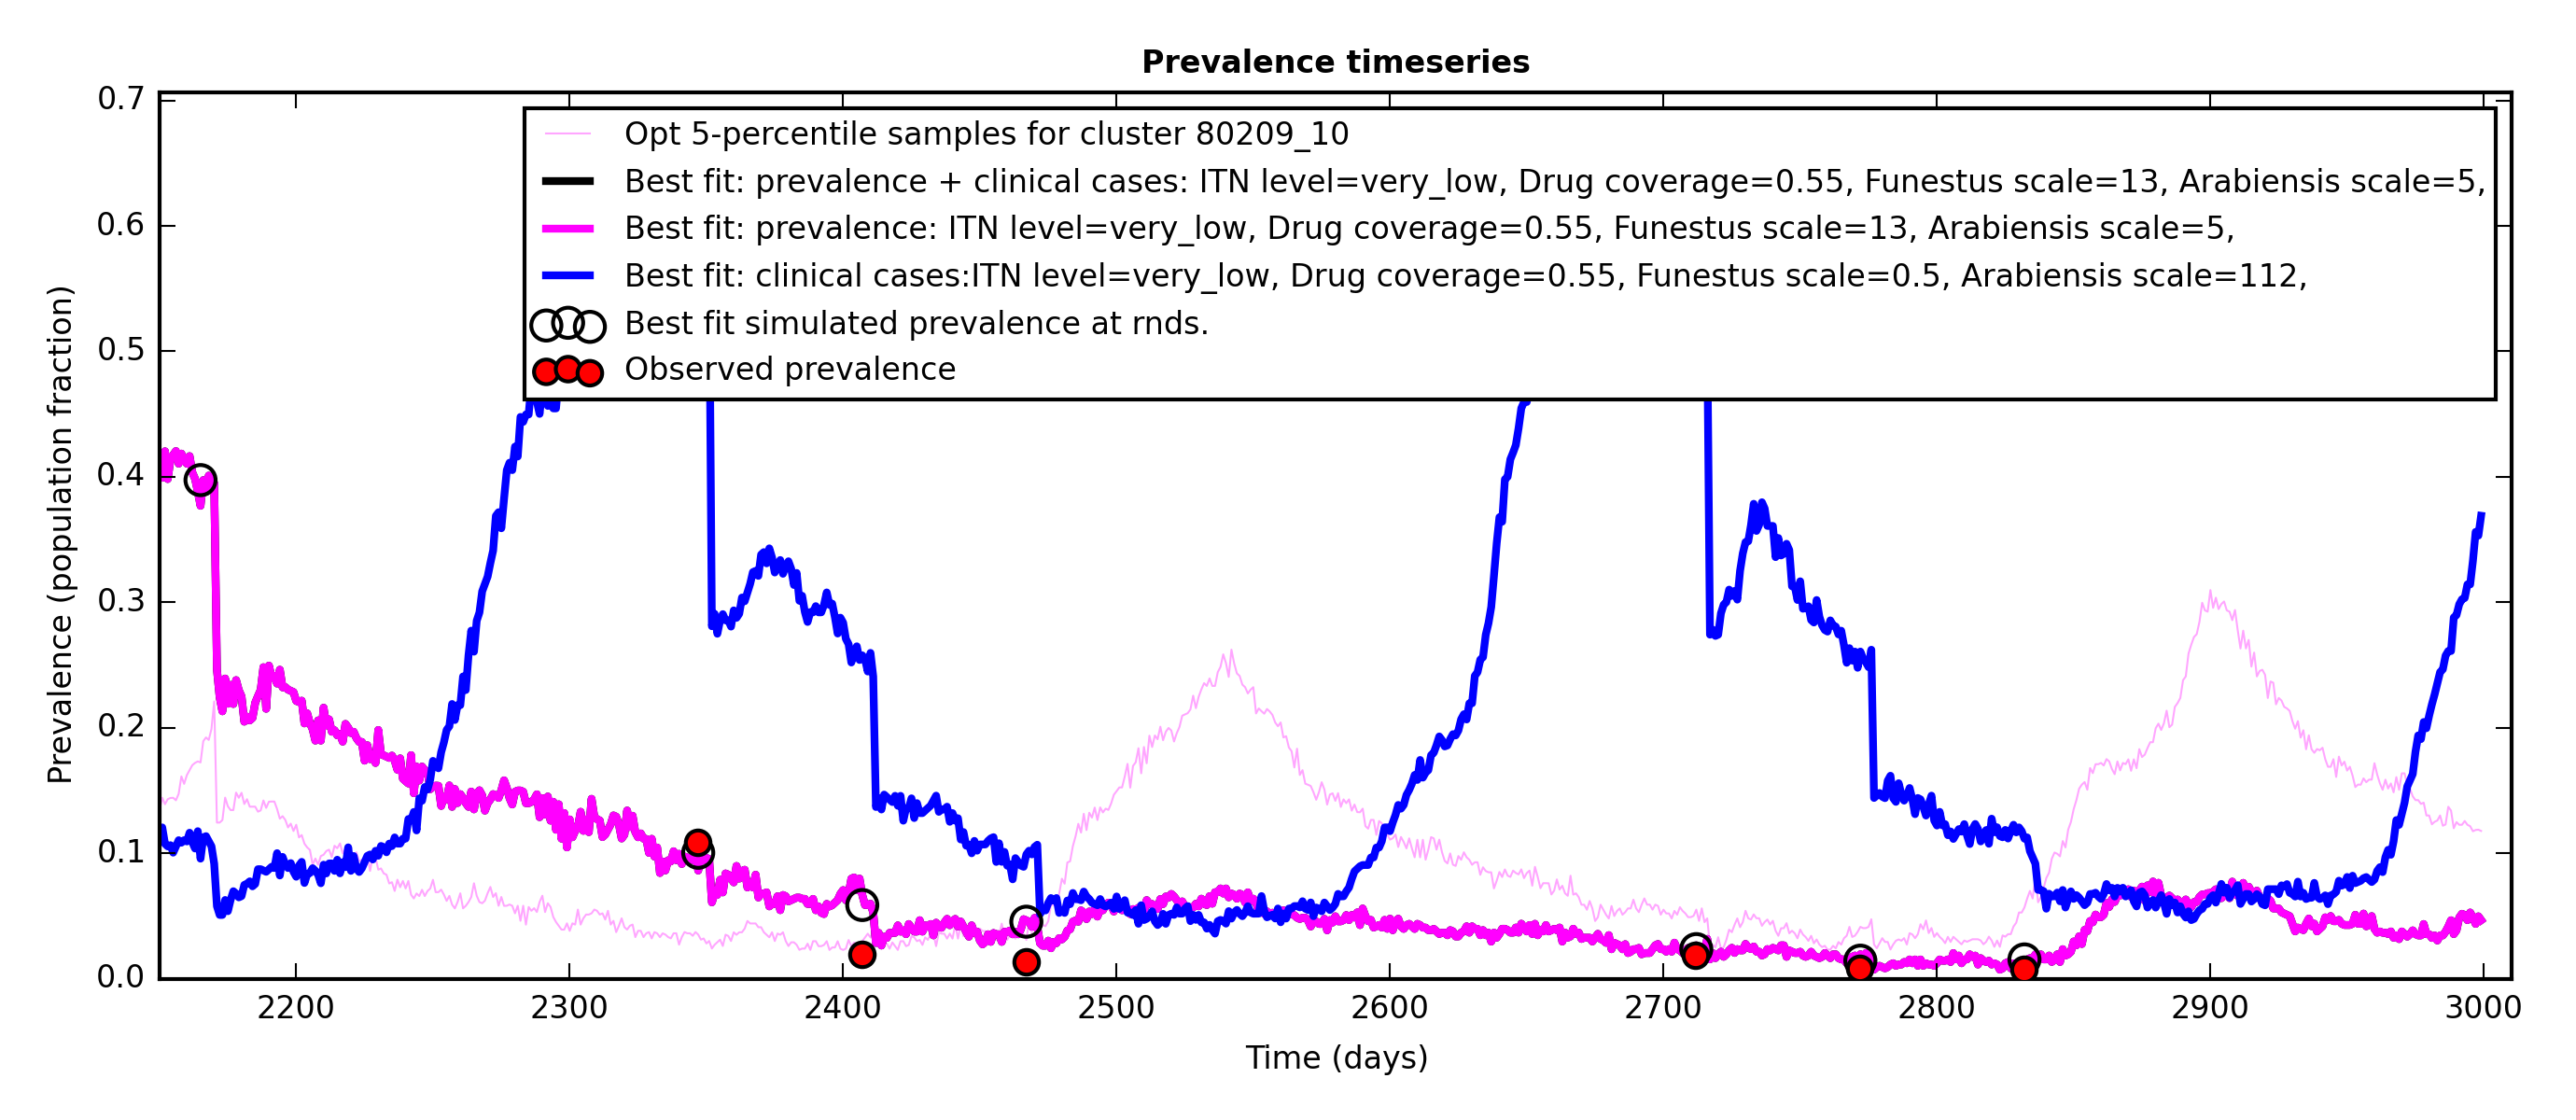 Prevalence timeseries
Opt 5-percentile samples for cluster 80209_10
Best fit: prevalence + clinical cases: ITN level=very_low, Drug coverage=0.55, Funestus scale=13, Arabiensis scale=5,
Best fit: prevalence: ITN level=very_low, Drug coverage=0.55, Funestus scale=13, Arabiensis scale=5,
Best fit: clinical cases:ITN level=very_low, Drug coverage=0.55, Funestus scale=0.5, Arabiensis scale=112,
Best fit simulated prevalence at rnds.
Observed prevalence
Prevalence (population fraction)
0.7
0.6
0.5
0.4
0.3
0.2
0.1
0.0
2200 2300 2400 2500 2600 2700 2800 2900 3000
Time (days)